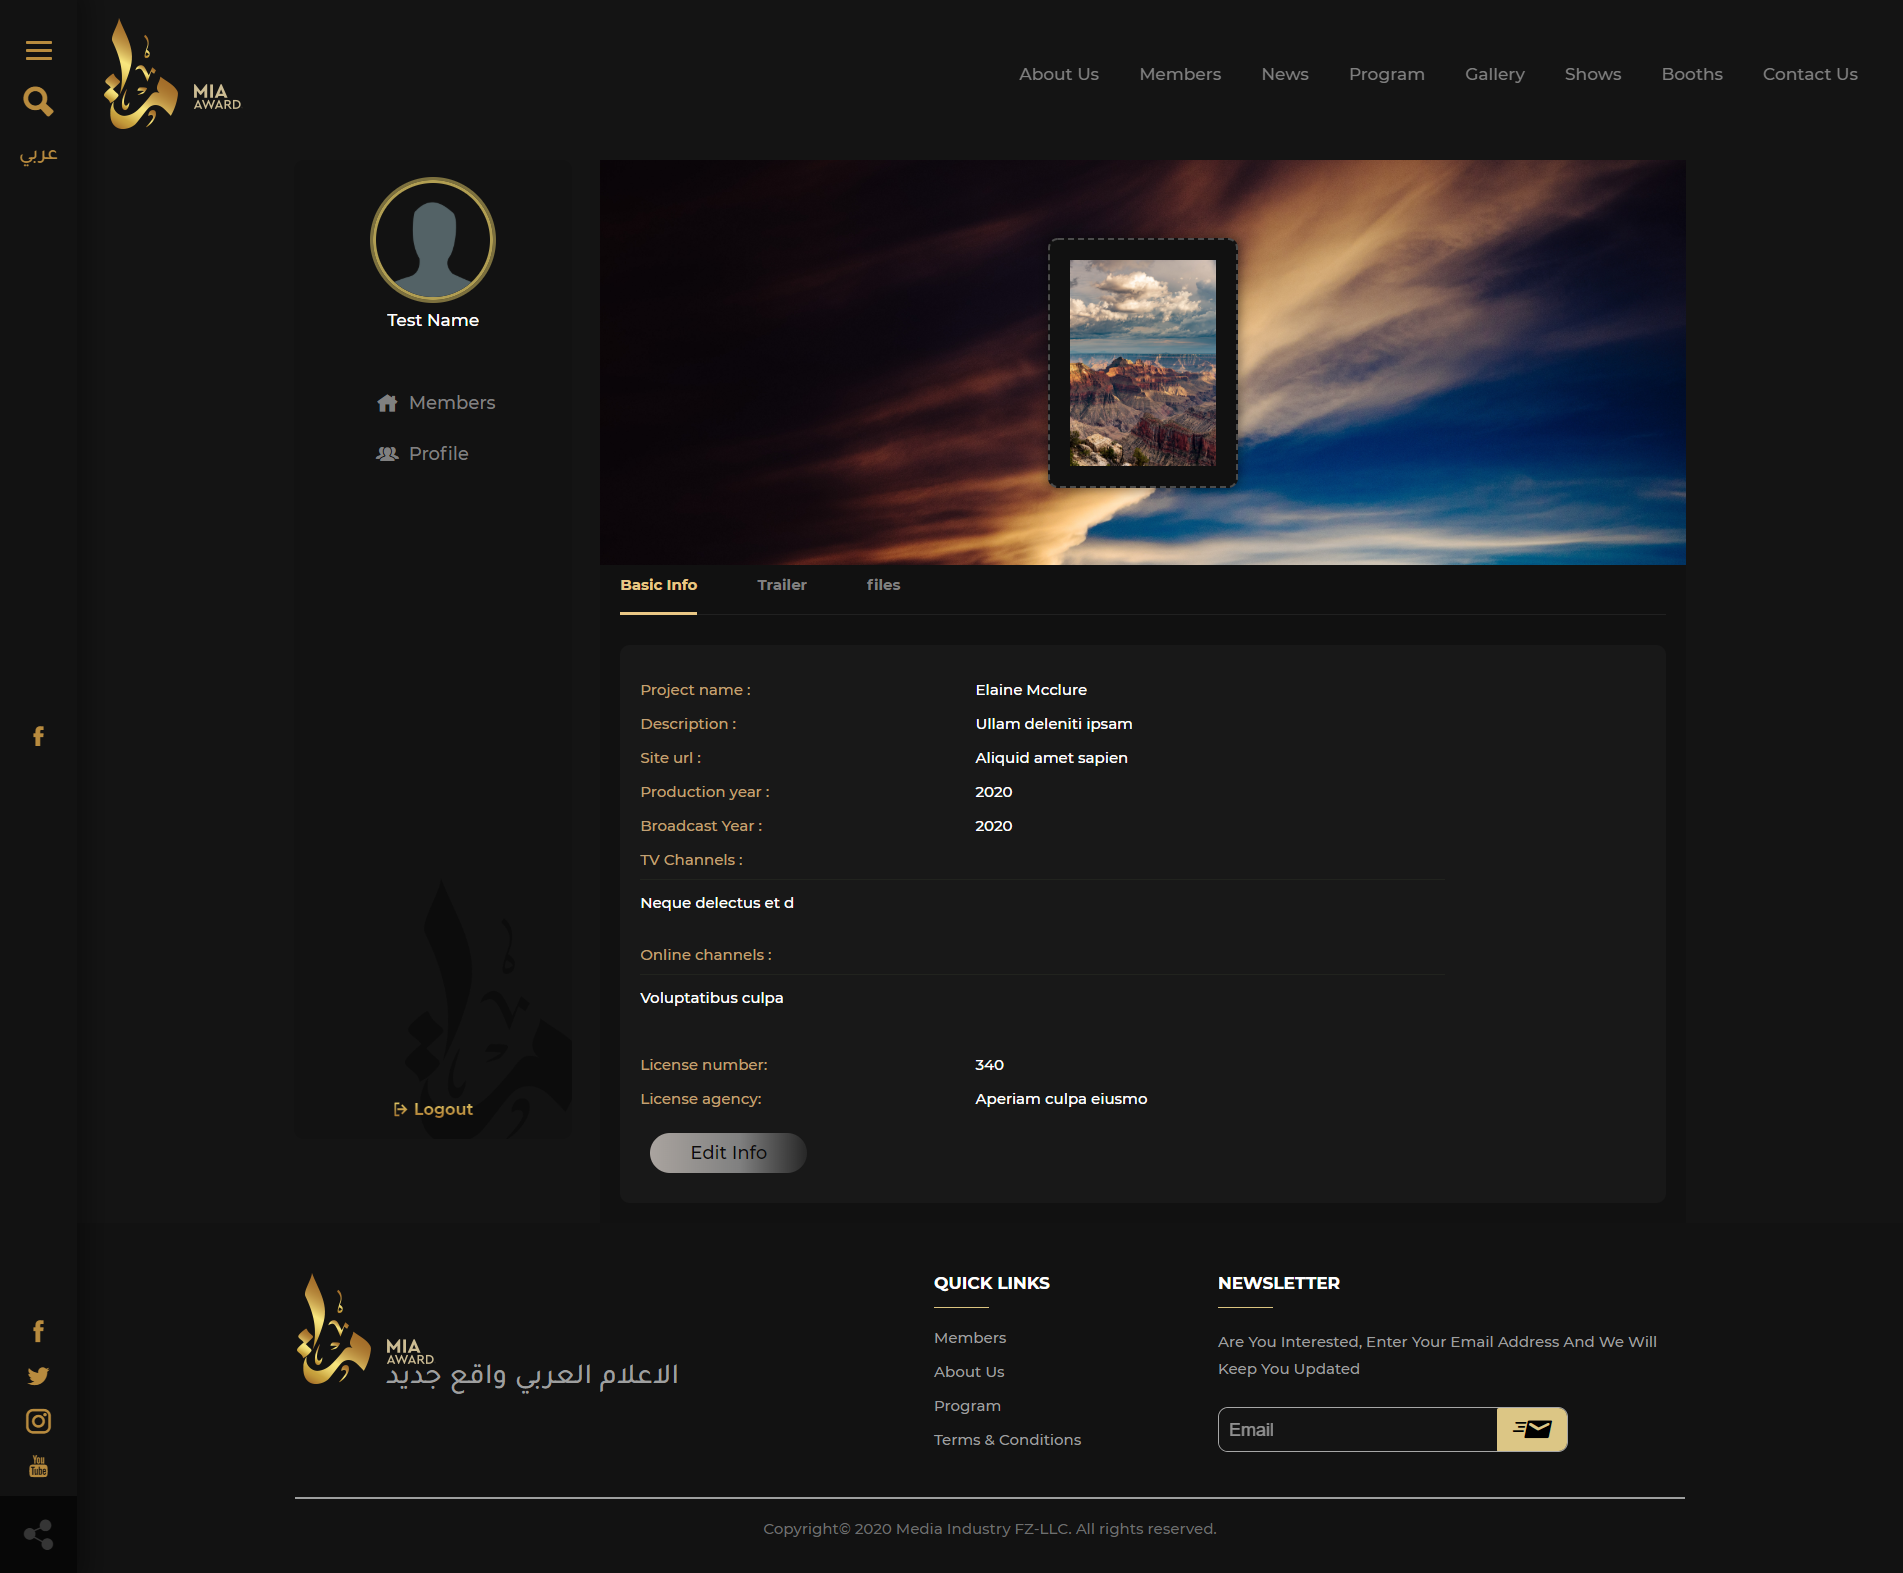 عربي
MIA
AWARD
About Us Members News Program Gallery Shows Booths Contact Us
Test Name
Members
Profile
Logout
Basic Info Trailer files
Project name : Elaine Mcclure
Description : Ullam deleniti ipsam
Site url : Aliquid amet sapien
Production year : 2020
Broadcast Year : 2020
TV Channels :
Neque delectus et d
Online channels :
Voluptatibus culpa
License number: 340
License agency: Aperiam culpa eiusmo
Edit Info
MIA
AWARD
الاعلام العربي واقع جديد
QUICK LINKS
Members
About Us
Program
Terms & Conditions
NEWSLETTER
Are You Interested, Enter Your Email Address And We Will
Keep You Updated
Email
You
Tube
Copyright© 2020 Media Industry FZ-LLC. All rights reserved.